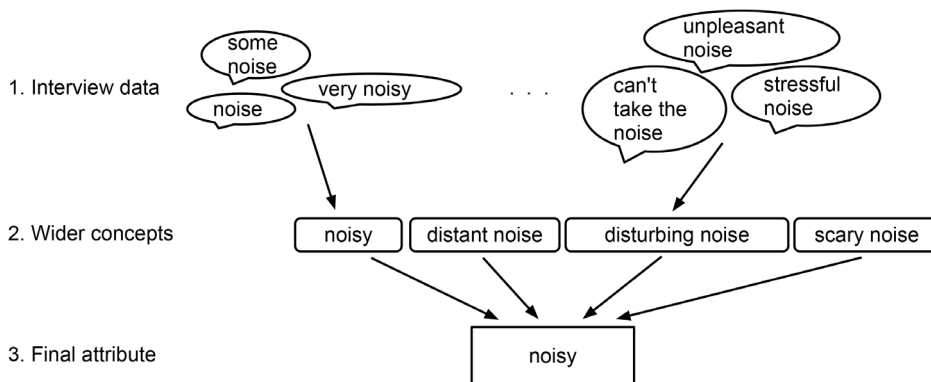 some
noise
unpleasant
noise
1. Interview data
noise
very noisy
. . .
can't
take the
noise
stressful
noise
2. Wider concepts
noisy
distant noise
disturbing noise
scary noise
3. Final attribute
noisy